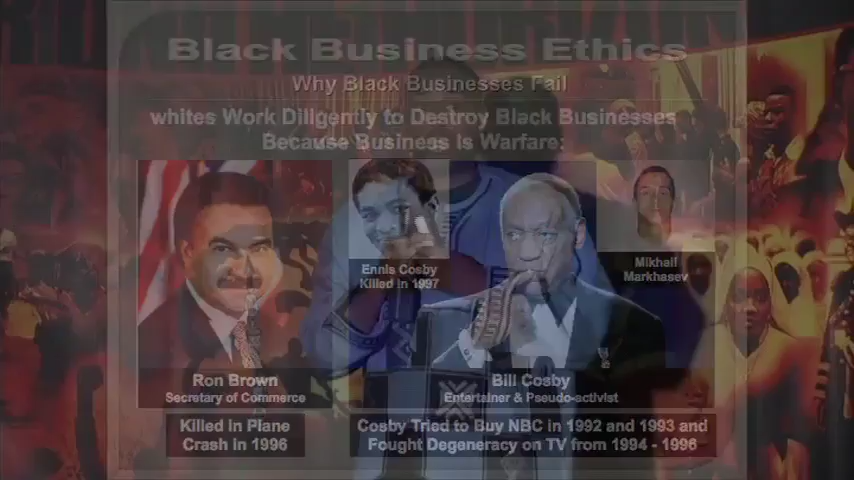 Black Business Ethics
Why Black Businesses Fail
whites Work Diligently to Destroy Black Businesses
Because Business Is Warfare:
Ennis Cosby
Killed in 1997
Mikhail
Markhasev
Ron Brown
Secretary of Commerce
Bill Cosby
Entertainer & Pseudo-activist
Killed in Plane
Crash in 1996
Cosby Tried to Buy NBC in 1992 and 1993 and
Fought Degeneracy on TV from 1994 - 1996